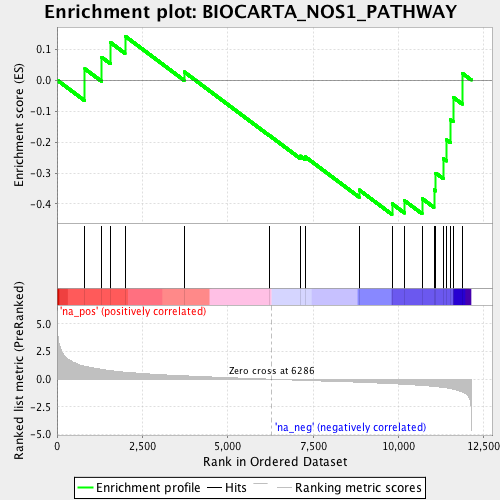 Enrichment plot: BIOCARTA_NOS1_PATHWAY
Enrichment score (ES)
0.1
0.0
-0.1
-0.2
-0.3
-0.4
'na_pos' (positively correlated)
Ranked list metric (PreRanked)
5.0
2.5
0.0
-2.5
-5.0
Zero cross at 6286
'na_neg' (negatively correlated)
0
2,500
5,000
7,500
10,000
12,500
Rank in Ordered Dataset
Enrichment profile
Hits
Ranking metric scores